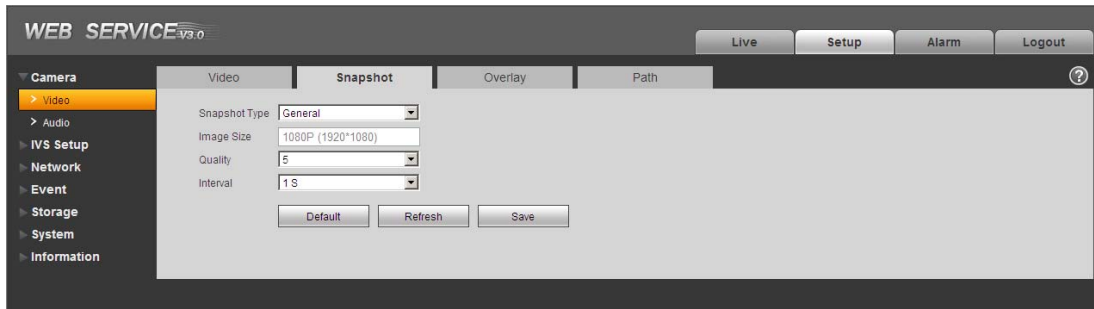 WEB SERVICE V3.0
Live Setup Alarm Logout
Camera
Video
Audio
IVS Setup
Network
Event
Storage
System
Information
Video Snapshot Overlay Path
?
Snapshot Type General
Image Size 1080P (1920*1080)
Quality 5
Interval 1 S
Default Refresh Save